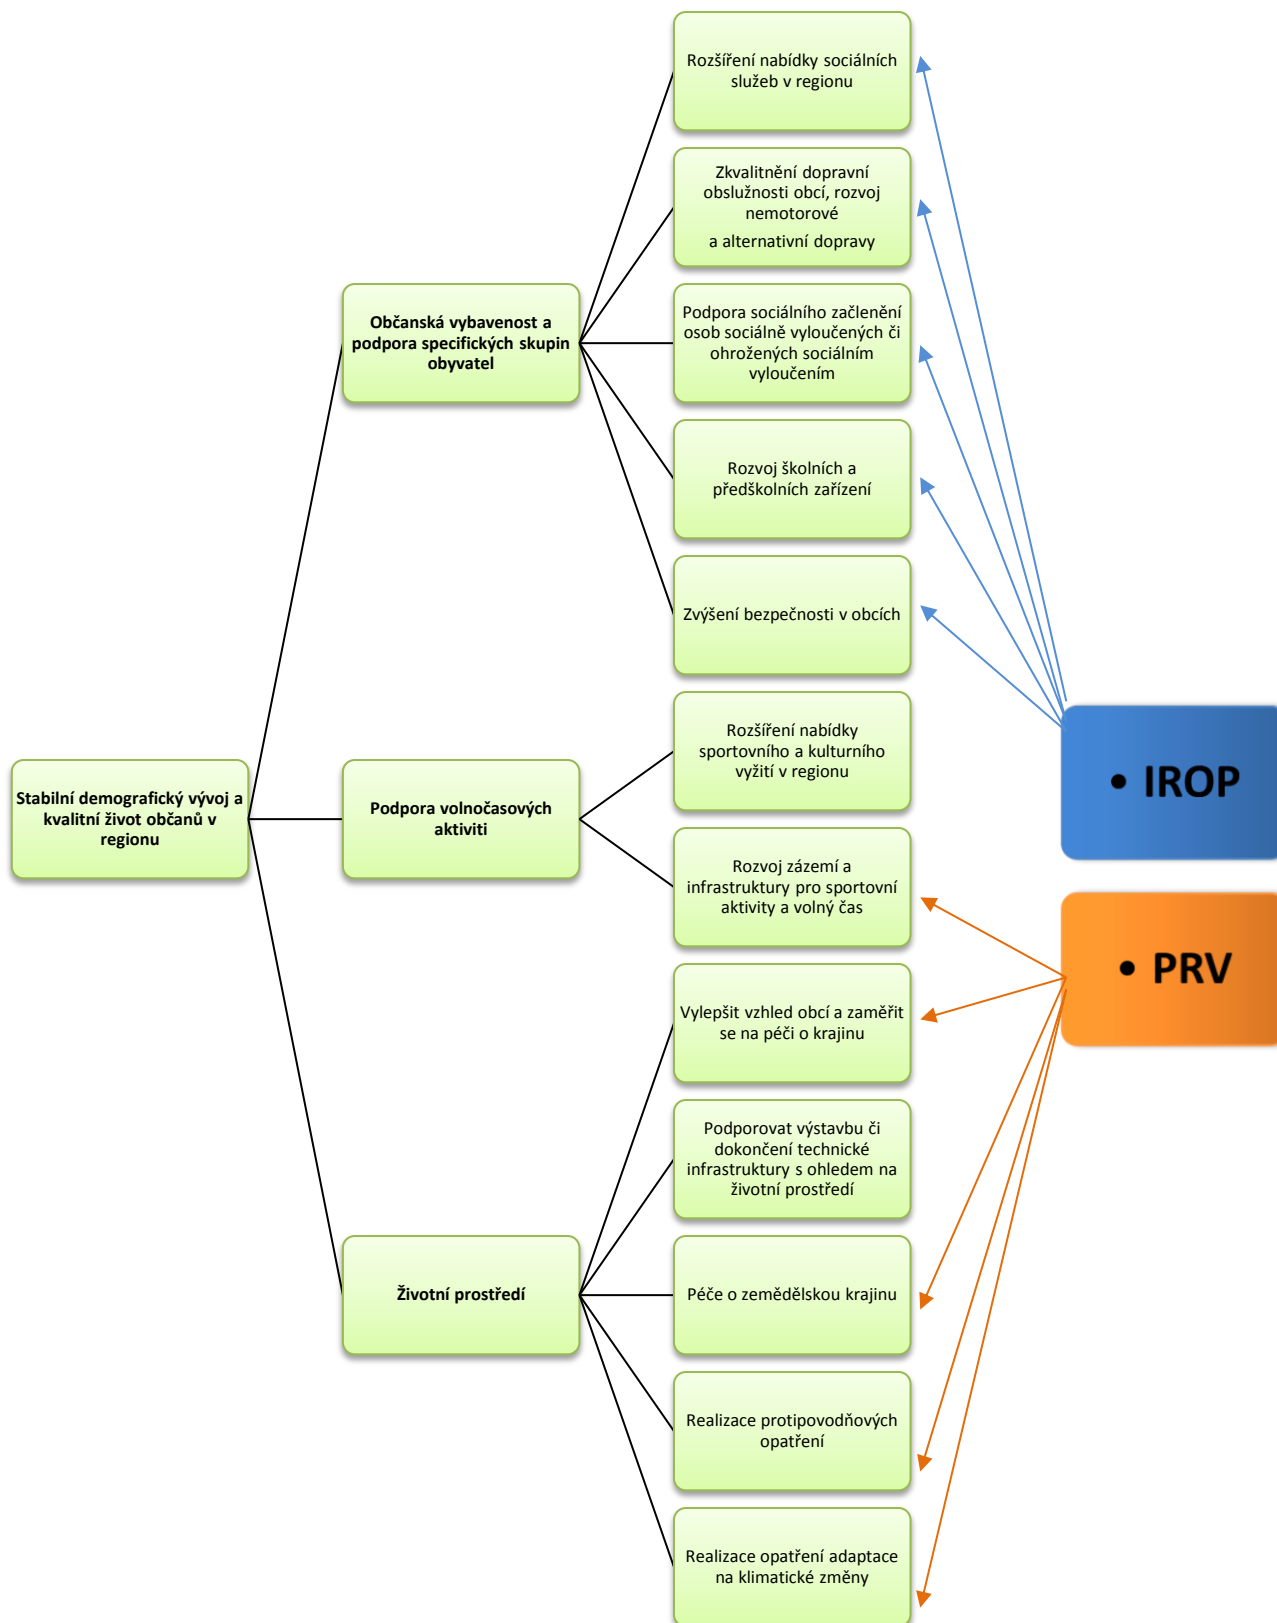 Rozšíření nabídky sociálních
služeb v regionu
Zkvalitnění dopravní
obslužnosti obcí, rozvoj
nemotorové
a alternativní dopravy
Občanská vybavenost a
podpora specifických skupin
obyvatel
Podpora sociálního začlenění
osob sociálně vyloučených či
ohrožených sociálním
vyloučením
Rozvoj školních a
předškolních zařízení
Zvýšení bezpečnosti v obcích
Stabilní demografický vývoj a
kvalitní život občanů v
regionu
Podpora volnočasových
aktiviti
Rozšíření nabídky
sportovního a kulturního
vyžití v regionu
Rozvoj zázemí a
infrastruktury pro sportovní
aktivity a volný čas
Vylepšit vzhled obcí a zaměřit
se na péči o krajinu
Podporovat výstavbu či
dokončení technické
infrastruktury s ohledem na
životní prostředí
Životní prostředí
Péče o zemědělskou krajinu
Realizace protipovodňových
opatření
Realizace opatření adaptace
na klimatické změny
• IROP
• PRV